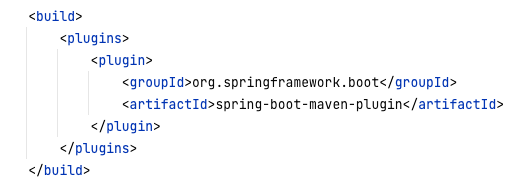 <build>
    <plugins>
        <plugin>
            <groupId>org.springframework.boot</groupId>
            <artifactId>spring-boot-maven-plugin</artifactId>
        </plugin>
    </plugins>
</build>